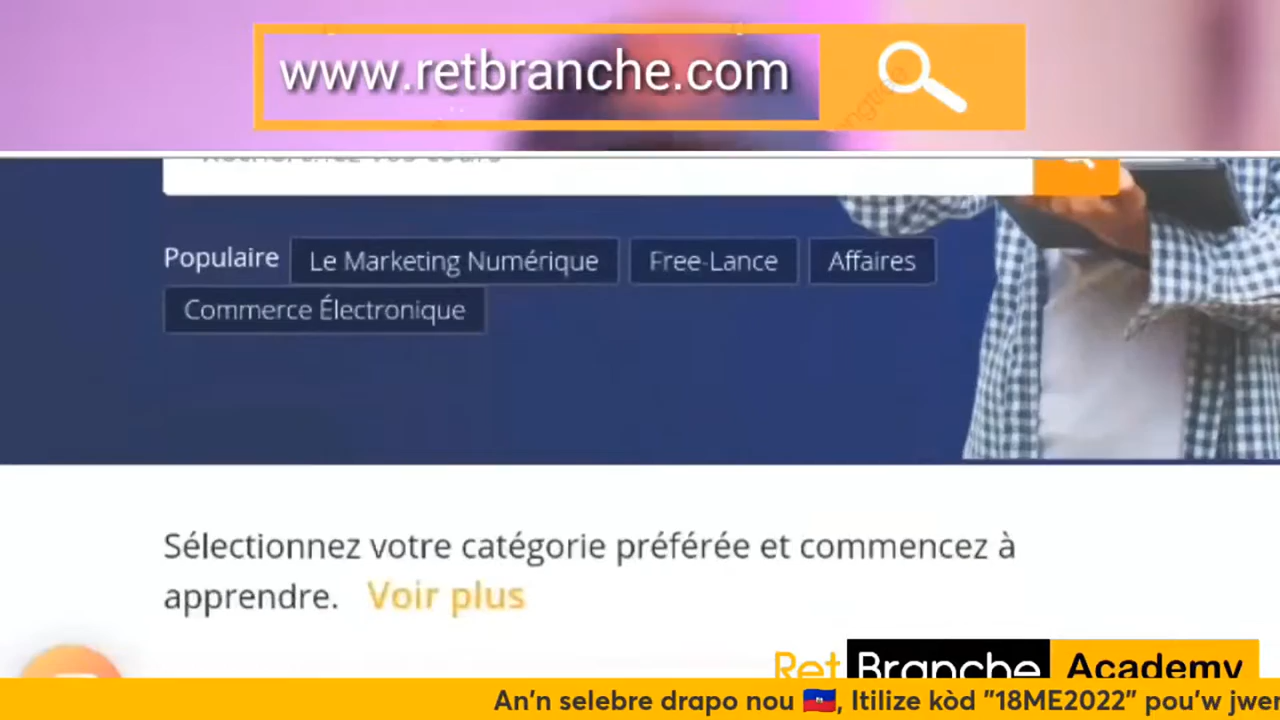 www.retbranche.com
Populaire Le Marketing Numérique Free-Lance Affaires
Commerce Électronique
Sélectionnez votre catégorie préférée et commencez à
apprendre. Voir plus
Ret Branche Academy
An'n selebre drapo nou 🇭🇹, Itilize kòd "18ME2022" pou'w